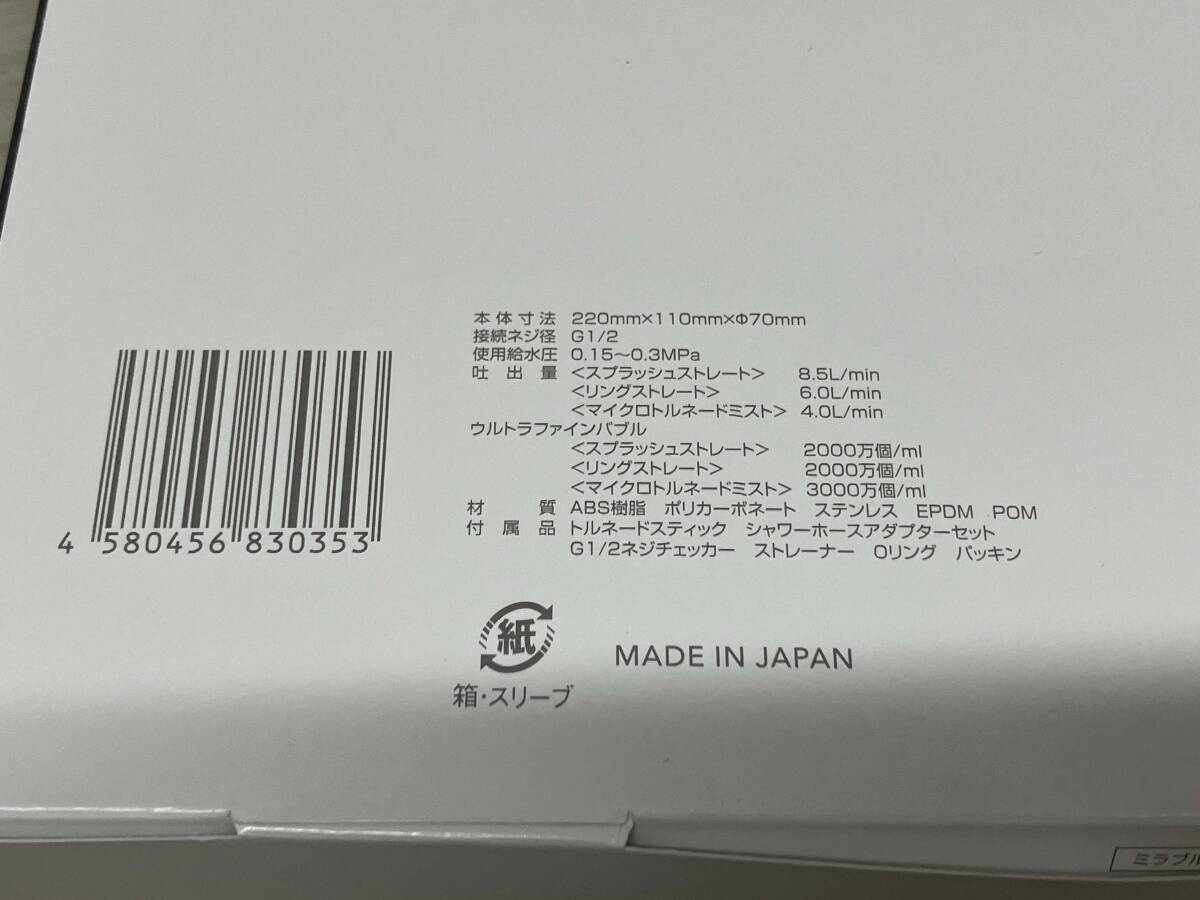 本体寸法 220mm×110mm×Φ70mm
接続ネジ径 G1/2
使用給水圧 0.15～0.3MPa
吐出量 <スプラッシュストレート> 8.5L/min
<リングストレート> 6.0L/min
<マイクロトルネードミスト> 4.0L/min
ウルトラファインバブル
<スプラッシュストレート> 2000万個/ml
<リングストレート> 2000万個/ml
<マイクロトルネードミスト> 3000万個/ml
材質 ABS樹脂 ポリカーボネート ステンレス EPDM POM
付属品 トルネードスティック シャワーホースアダプターセット
G1/2ネジチェッカー ストレーナー Oリング パッキン
4 580456 830353
紙
箱・スリーブ
MADE IN JAPAN
ミラブル